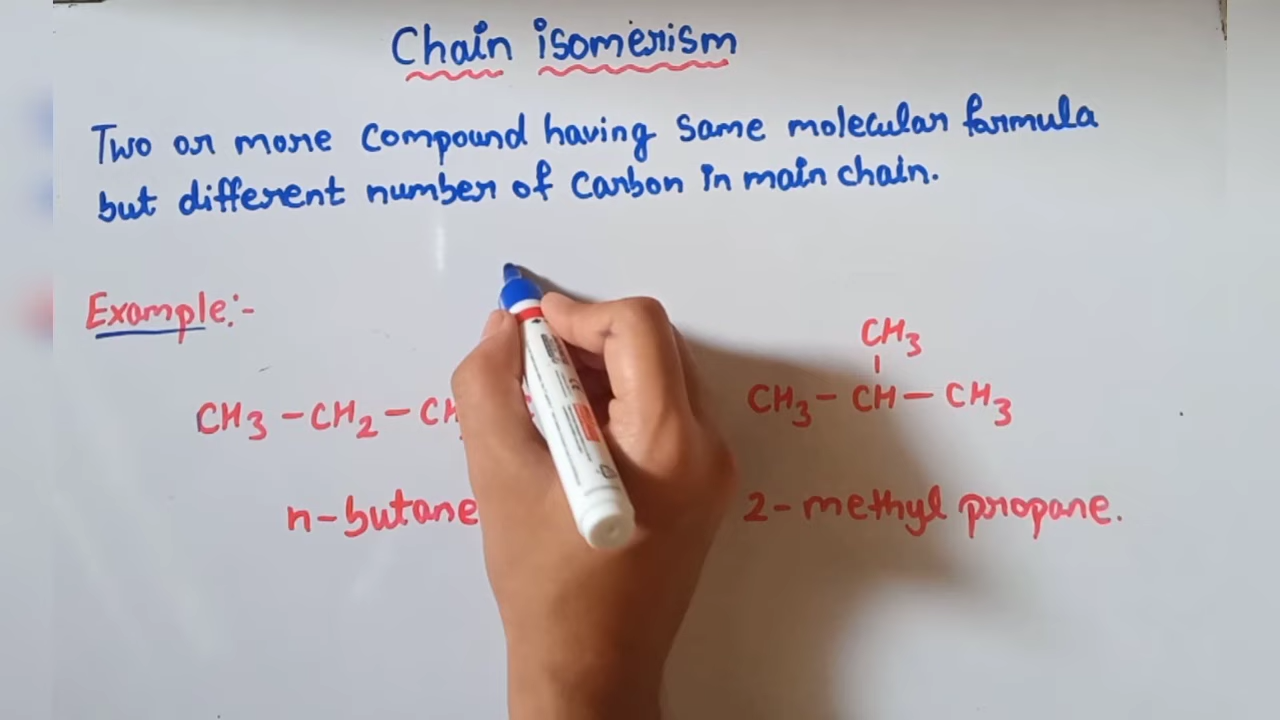 Chain isomerism
Two or more compound having same molecular formula
but different number of carbon in main chain.
Example:-
CH3
CH3 - CH2 - CH
CH3 - CH - CH3
n-butane
2-methyl propane.